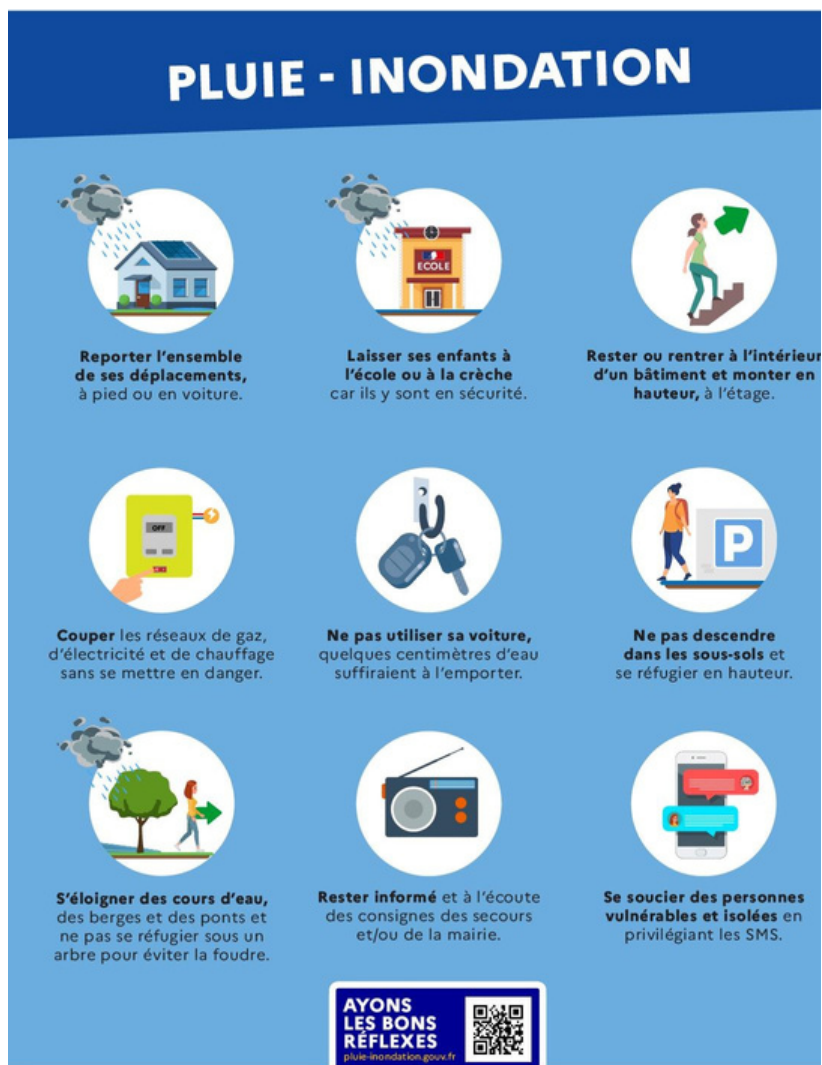 PLUIE - INONDATION
ECOLE
Reporter l'ensemble
de ses déplacements,
à pied ou en voiture.
Laisser ses enfants à
l'école ou à la crèche
car ils y sont en sécurité.
Rester ou rentrer à l'intérieur
d'un bâtiment et monter en
hauteur, à l'étage.
OFF
P
Couper les réseaux de gaz,
d'électricité et de chauffage
sans se mettre en danger.
Ne pas utiliser sa voiture,
quelques centimètres d'eau
suffiraient à l'emporter.
Ne pas descendre
dans les sous-sols et
se réfugier en hauteur.
S'éloigner des cours d'eau,
des berges et des ponts et
ne pas se réfugier sous un
arbre pour éviter la foudre.
Rester informé et à l'écoute
des consignes des secours
et/ou de la mairie.
Se soucier des personnes
vulnérables et isolées en
privilégiant les SMS.
AYONS
LES BONS
RÉFLEXES
pluie-inondation.gouv.fr